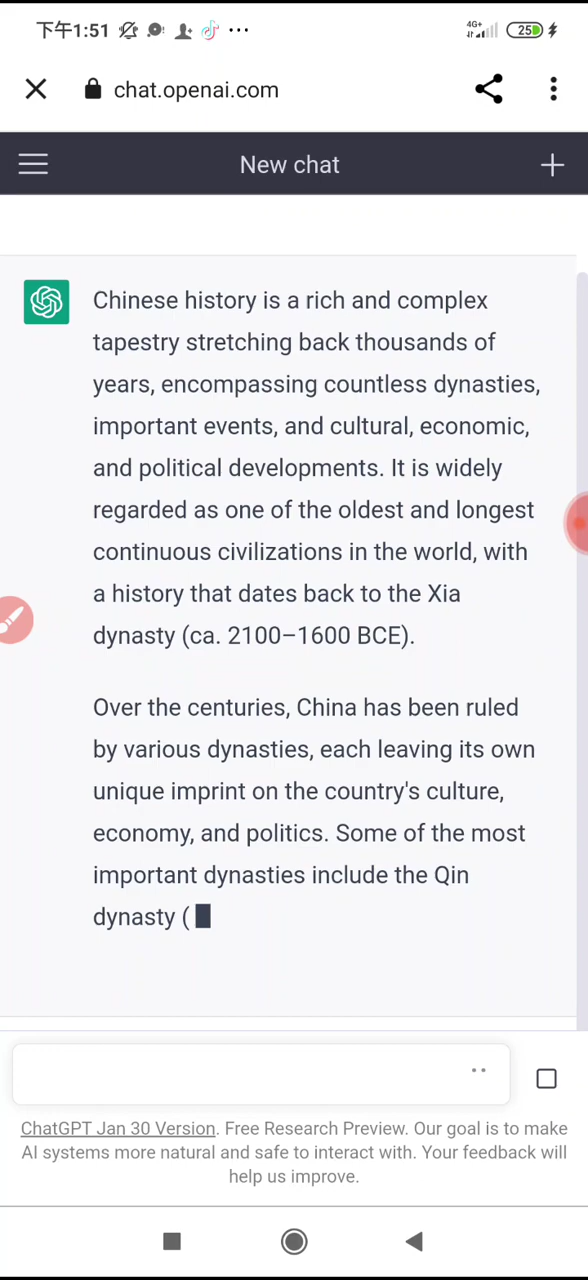 下午1:51
4G+
25
chat.openai.com
New chat
Chinese history is a rich and complex
tapestry stretching back thousands of
years, encompassing countless dynasties,
important events, and cultural, economic,
and political developments. It is widely
regarded as one of the oldest and longest
continuous civilizations in the world, with
a history that dates back to the Xia
dynasty (ca. 2100–1600 BCE).
Over the centuries, China has been ruled
by various dynasties, each leaving its own
unique imprint on the country's culture,
economy, and politics. Some of the most
important dynasties include the Qin
dynasty (
ChatGPT Jan 30 Version. Free Research Preview. Our goal is to make
AI systems more natural and safe to interact with. Your feedback will
help us improve.